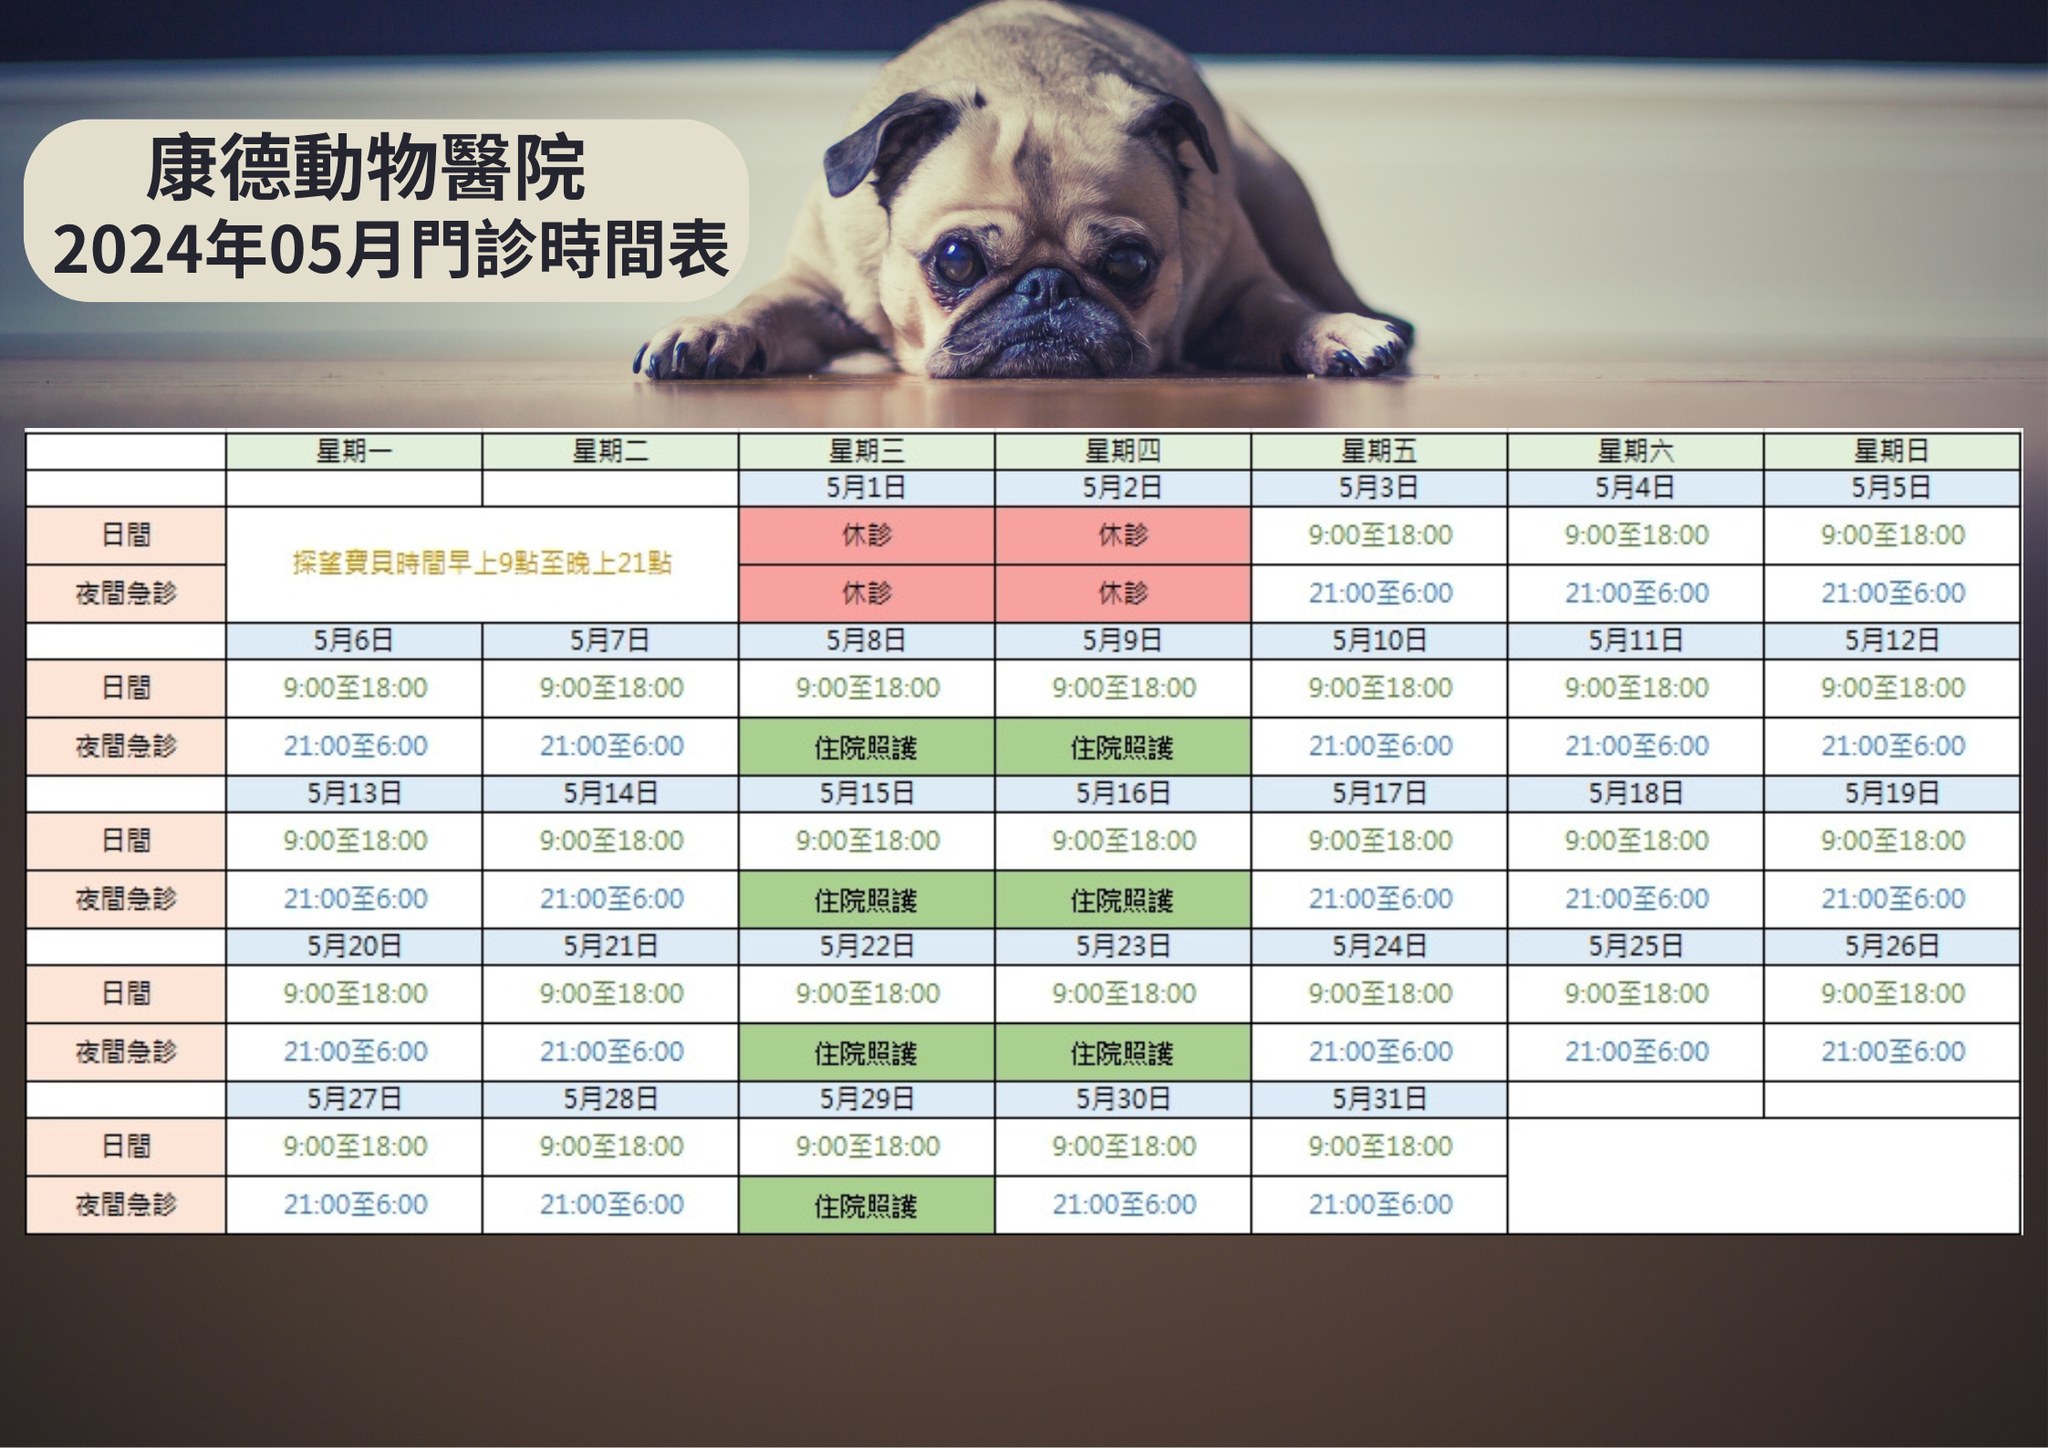 康德動物醫院
2024年05月門診時間表
星期一 星期二 星期三 星期四 星期五 星期六 星期日
5月1日 5月2日 5月3日 5月4日 5月5日
日間 休診 休診 9:00至18:00 9:00至18:00 9:00至18:00
探望寶貝時間早上9點至晚上21點
夜間急診 休診 休診 21:00至6:00 21:00至6:00 21:00至6:00
5月6日 5月7日 5月8日 5月9日 5月10日 5月11日 5月12日
日間 9:00至18:00 9:00至18:00 9:00至18:00 9:00至18:00 9:00至18:00 9:00至18:00 9:00至18:00
夜間急診 21:00至6:00 21:00至6:00 住院照護 住院照護 21:00至6:00 21:00至6:00 21:00至6:00
5月13日 5月14日 5月15日 5月16日 5月17日 5月18日 5月19日
日間 9:00至18:00 9:00至18:00 9:00至18:00 9:00至18:00 9:00至18:00 9:00至18:00 9:00至18:00
夜間急診 21:00至6:00 21:00至6:00 住院照護 住院照護 21:00至6:00 21:00至6:00 21:00至6:00
5月20日 5月21日 5月22日 5月23日 5月24日 5月25日 5月26日
日間 9:00至18:00 9:00至18:00 9:00至18:00 9:00至18:00 9:00至18:00 9:00至18:00 9:00至18:00
夜間急診 21:00至6:00 21:00至6:00 住院照護 住院照護 21:00至6:00 21:00至6:00 21:00至6:00
5月27日 5月28日 5月29日 5月30日 5月31日
日間 9:00至18:00 9:00至18:00 9:00至18:00 9:00至18:00 9:00至18:00
夜間急診 21:00至6:00 21:00至6:00 住院照護 21:00至6:00 21:00至6:00